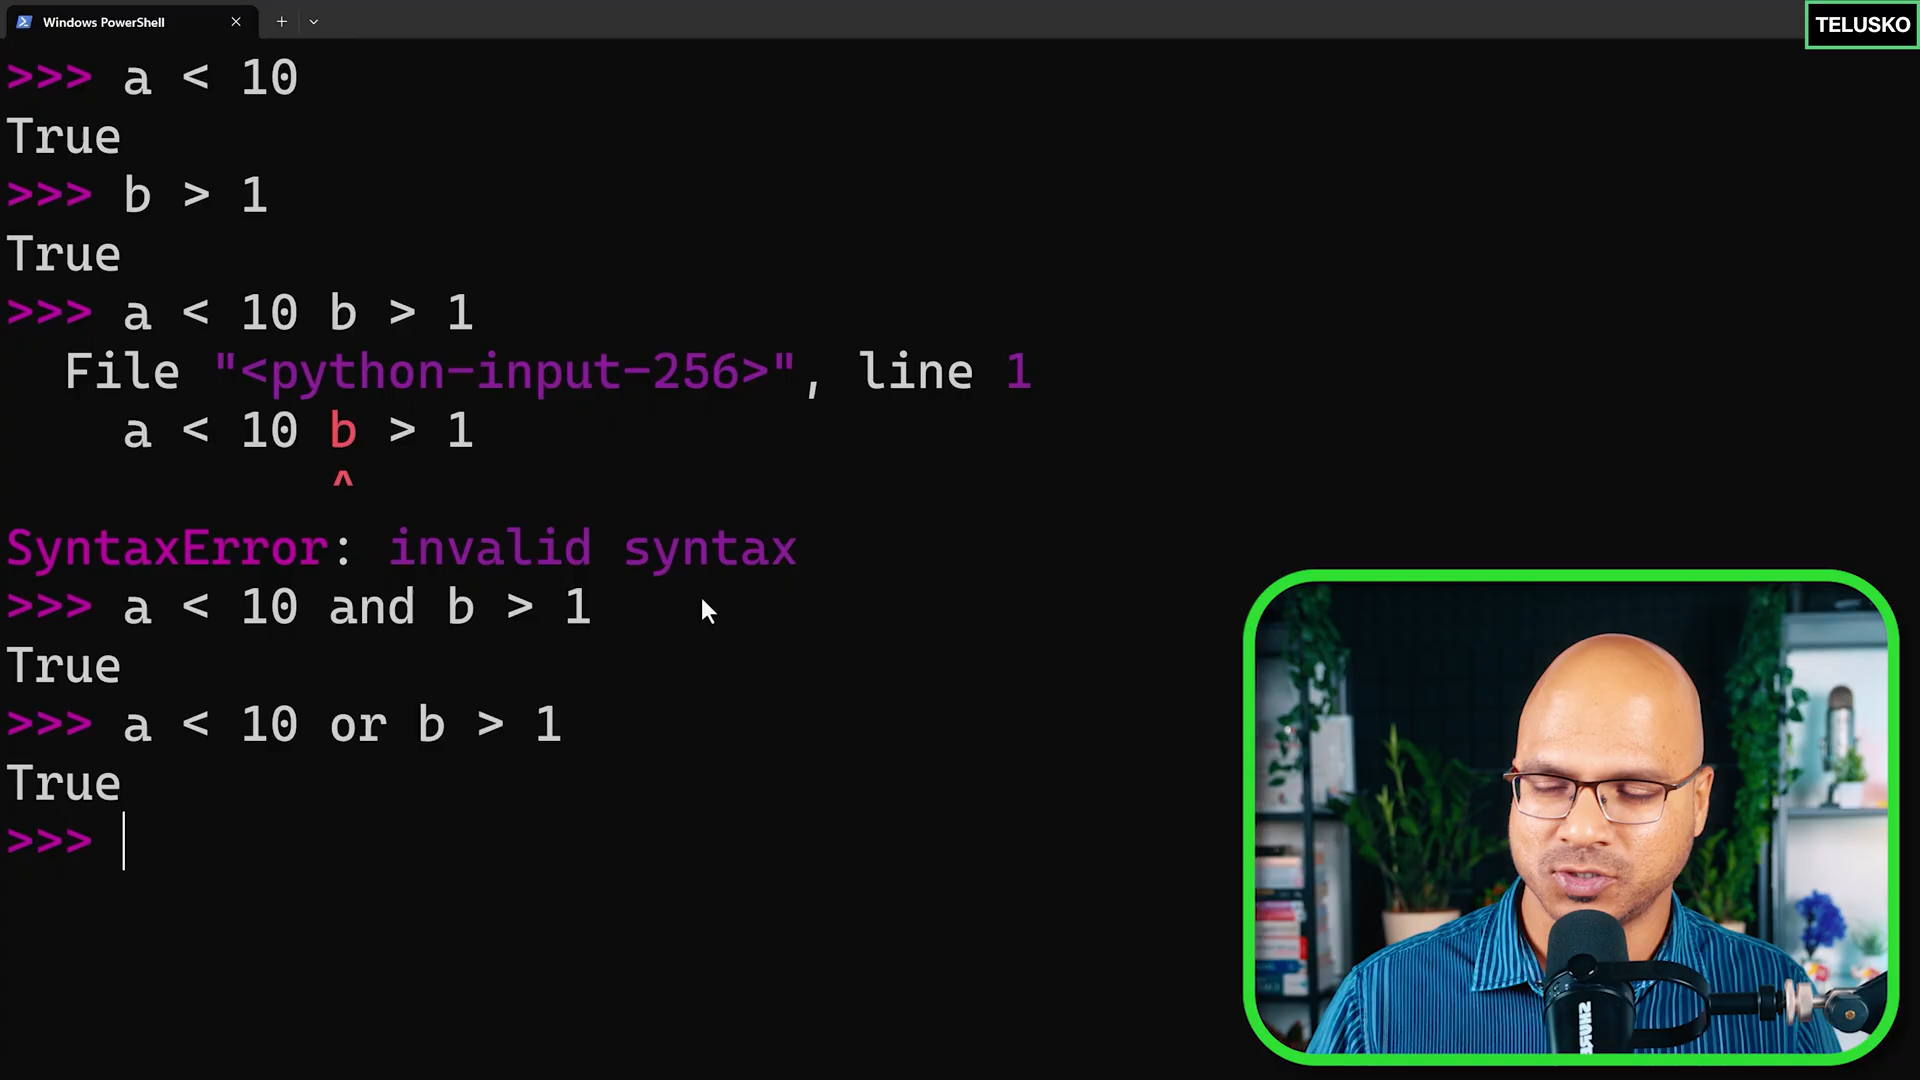 Windows PowerShell
TELUSKO
>>> a < 10
True
>>> b > 1
True
>>> a < 10 b > 1
  File "<python-input-256>", line 1
    a < 10 b > 1
           ^
SyntaxError: invalid syntax
>>> a < 10 and b > 1
True
>>> a < 10 or b > 1
True
>>>
SHURE